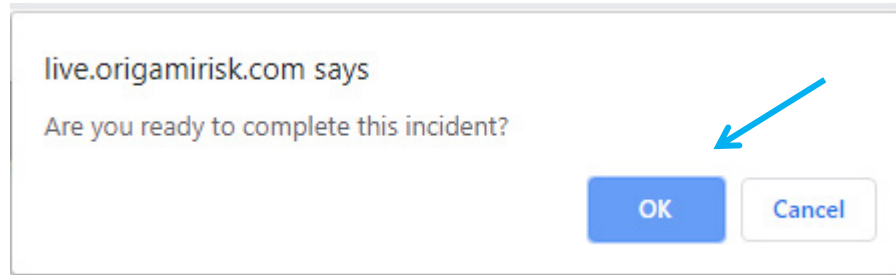 live.origamirisk.com says
Are you ready to complete this incident?
OK
Cancel